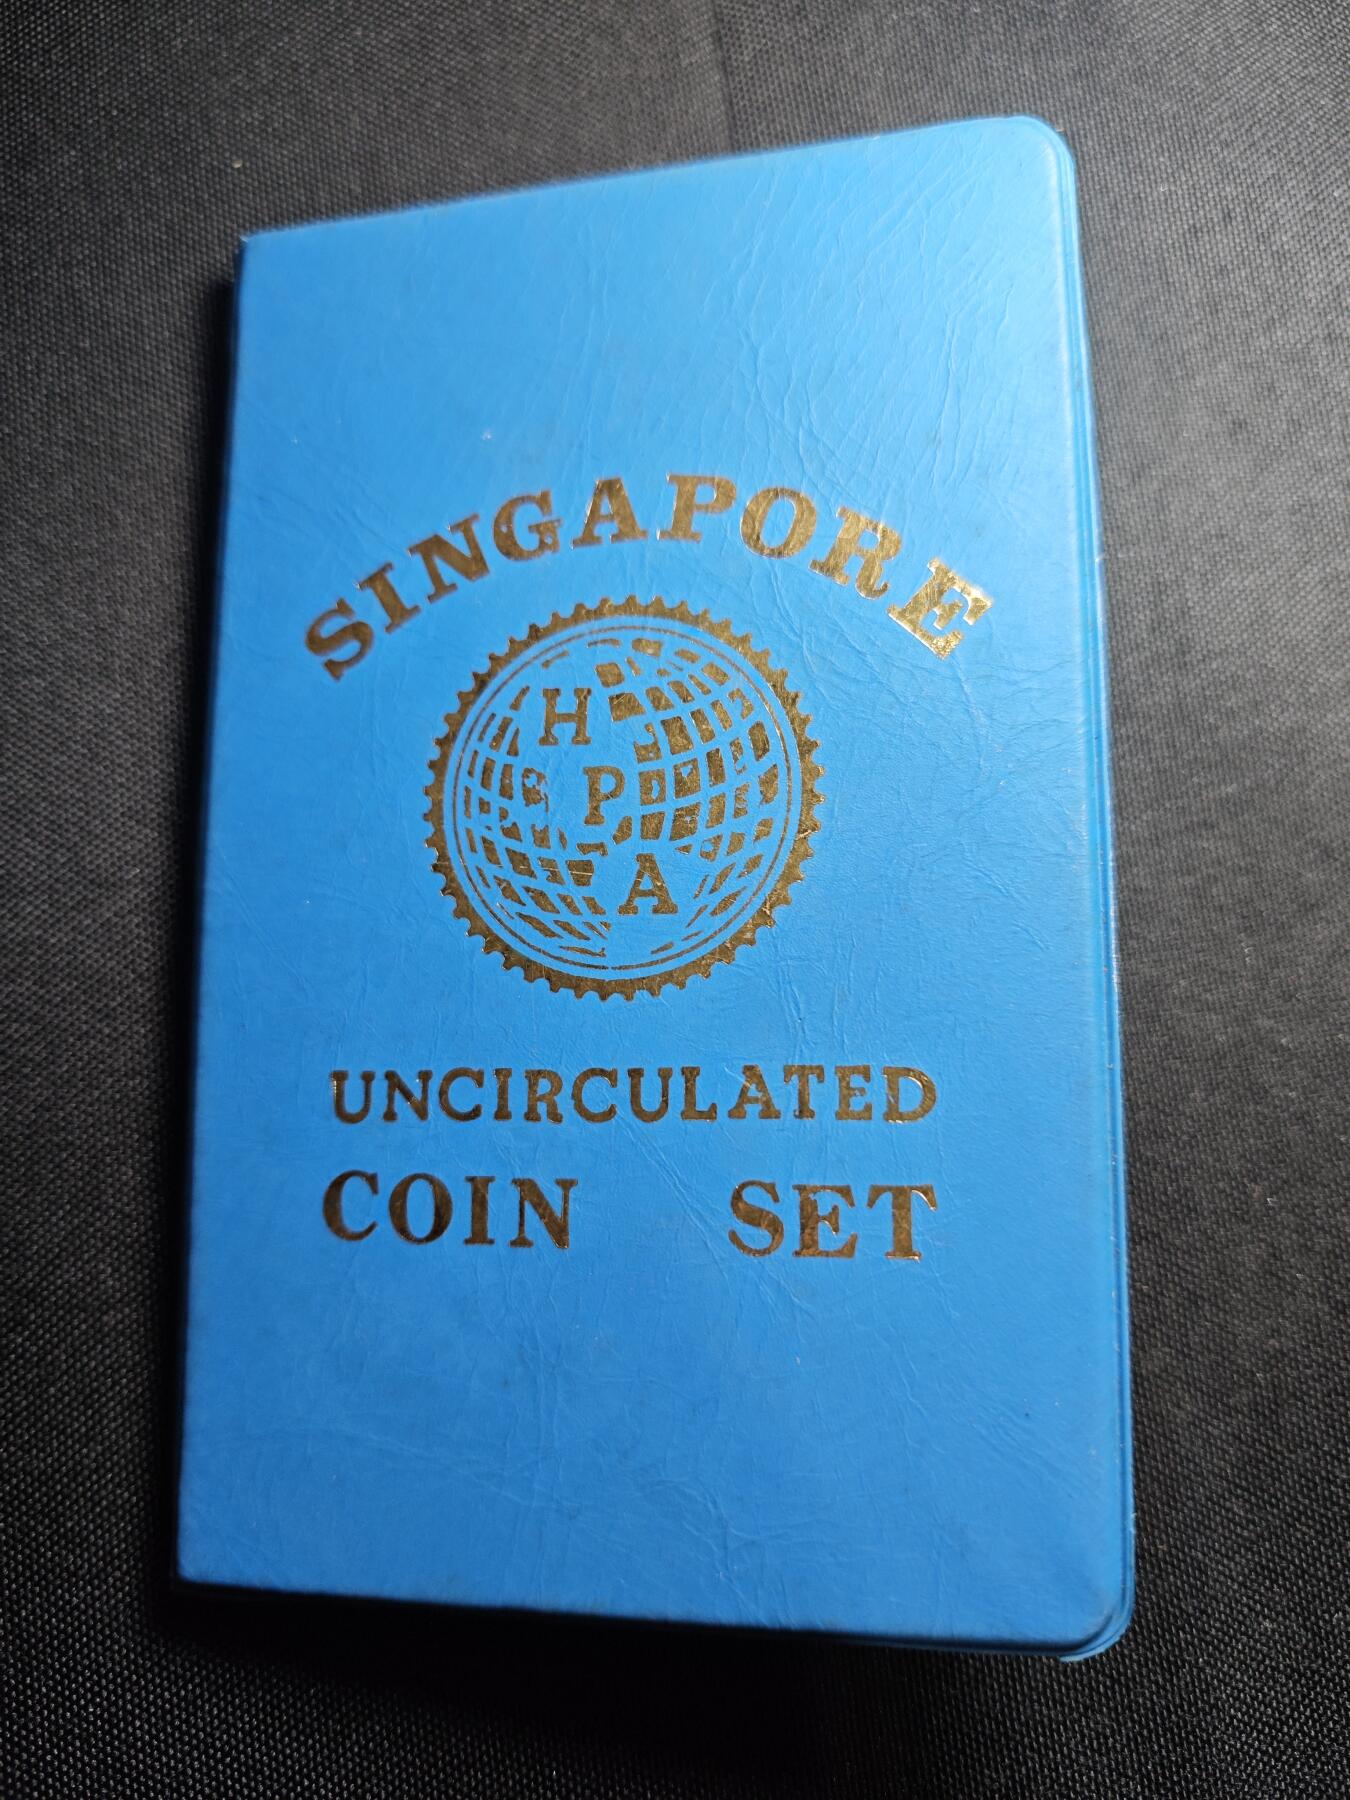 SINGAPORE
H
P
A
UNCIRCULATED
COIN SET